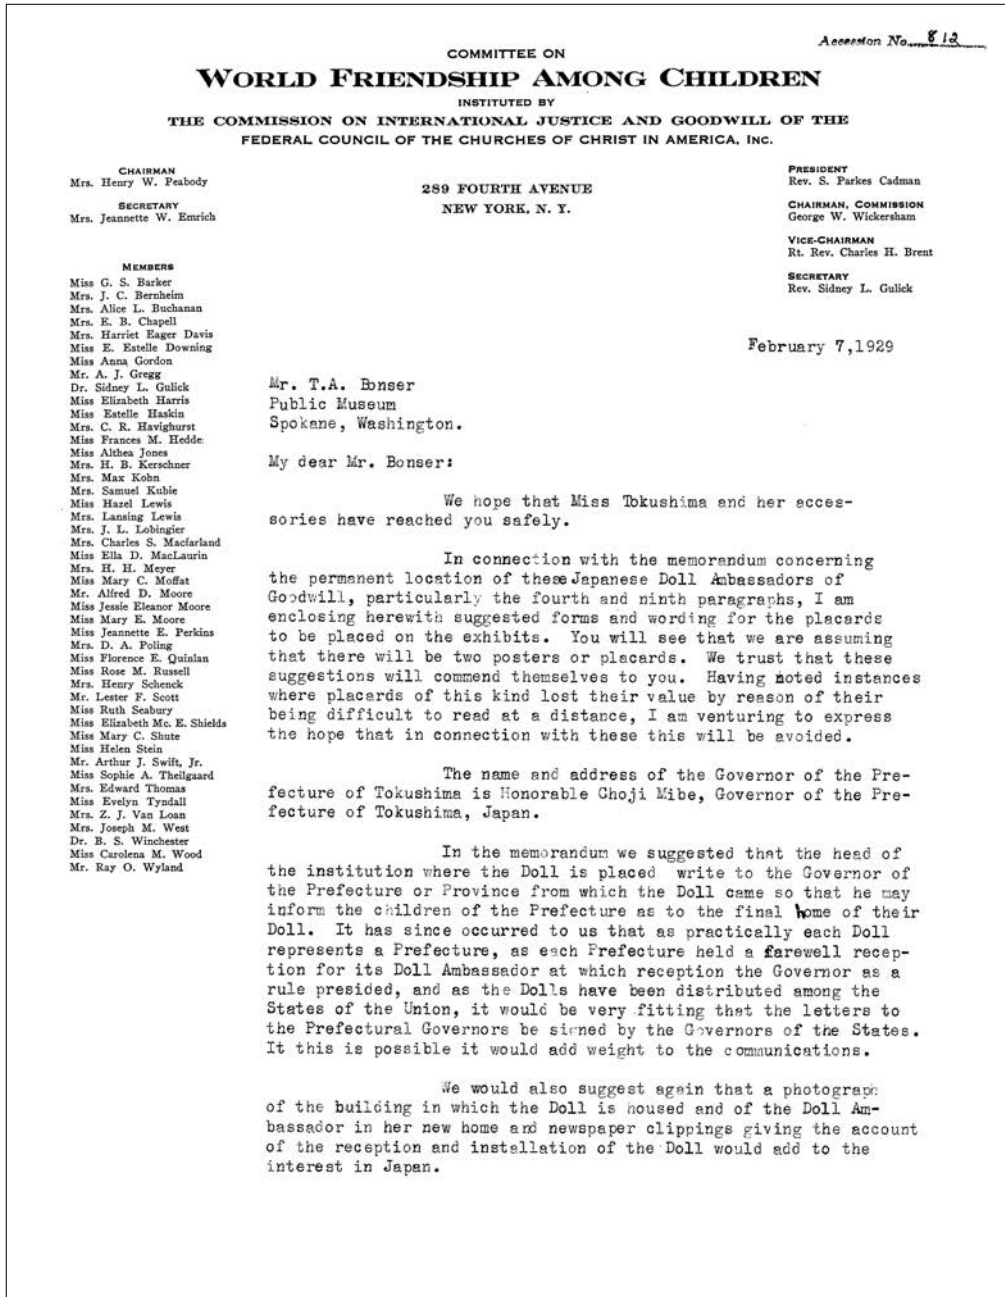 Accession No. 812
COMMITTEE ON
WORLD FRIENDSHIP AMONG CHILDREN
INSTITUTED BY
THE COMMISSION ON INTERNATIONAL JUSTICE AND GOODWILL OF THE
FEDERAL COUNCIL OF THE CHURCHES OF CHRIST IN AMERICA, INC.
CHAIRMAN
Mrs. Henry W. Peabody
SECRETARY
Mrs. Jeannette W. Emrich
289 FOURTH AVENUE
NEW YORK, N. Y.
PRESIDENT
Rev. S. Parkes Cadman
CHAIRMAN, COMMISSION
George W. Wickersham
VICE-CHAIRMAN
Rt. Rev. Charles H. Brent
SECRETARY
Rev. Sidney L. Gulick
MEMBERS
Miss G. S. Barker
Mrs. J. C. Bernheim
Mrs. Alice L. Buchanan
Mrs. E. B. Chapell
Mrs. Harriet Eager Davis
Miss E. Estelle Downing
Miss Anna Gordon
Mr. A. J. Gregg
Dr. Sidney L. Gulick
Miss Elizabeth Harris
Miss Estelle Haskin
Mrs. C. R. Havighurst
Miss Frances M. Hedde
Miss Althea Jones
Mrs. H. B. Kerschner
Mrs. Max Kohn
Mrs. Samuel Kubie
Miss Hazel Lewis
Mrs. Lansing Lewis
Mrs. J. L. Lobingier
Mrs. Charles S. Macfarland
Miss Ella D. MacLaurin
Mrs. H. H. Meyer
Miss Mary C. Moffat
Mr. Alfred D. Moore
Miss Jessie Eleanor Moore
Miss Mary E. Moore
Miss Jeannette E. Perkins
Mrs. D. A. Poling
Miss Florence E. Quinlan
Miss Rose M. Russell
Mrs. Henry Schenck
Mr. Lester F. Scott
Miss Ruth Seabury
Miss Elizabeth Mc. E. Shields
Miss Mary C. Shute
Miss Helen Stein
Mr. Arthur J. Swift, Jr.
Miss Sophie A. Theilgaard
Mrs. Edward Thomas
Miss Evelyn Tyndall
Mrs. Z. J. Van Loan
Mrs. Joseph M. West
Dr. B. S. Winchester
Miss Carolena M. Wood
Mr. Ray O. Wyland
February 7,1929
Mr. T.A. Bonser
Public Museum
Spokane, Washington.
My dear Mr. Bonser:
We hope that Miss Tokushima and her acces-
sories have reached you safely.
In connection with the memorandum concerning
the permanent location of these Japanese Doll Ambassadors of
Goodwill, particularly the fourth and ninth paragraphs, I am
enclosing herewith suggested forms and wording for the placards
to be placed on the exhibits. You will see that we are assuming
that there will be two posters or placards. We trust that these
suggestions will commend themselves to you. Having noted instances
where placards of this kind lost their value by reason of their
being difficult to read at a distance, I am venturing to express
the hope that in connection with these this will be avoided.
The name and address of the Governor of the Pre-
fecture of Tokushima is Honorable Choji Mibe, Governor of the Pre-
fecture of Tokushima, Japan.
In the memorandum we suggested that the head of
the institution where the Doll is placed write to the Governor of
the Prefecture or Province from which the Doll came so that he may
inform the children of the Prefecture as to the final home of their
Doll. It has since occurred to us that as practically each Doll
represents a Prefecture, as each Prefecture held a farewell recep-
tion for its Doll Ambassador at which reception the Governor as a
rule presided, and as the Dolls have been distributed among the
States of the Union, it would be very fitting that the letters to
the Prefectural Governors be signed by the Governors of the States.
It this is possible it would add weight to the communications.
We would also suggest again that a photograph
of the building in which the Doll is housed and of the Doll Am-
bassador in her new home and newspaper clippings giving the account
of the reception and installation of the Doll would add to the
interest in Japan.